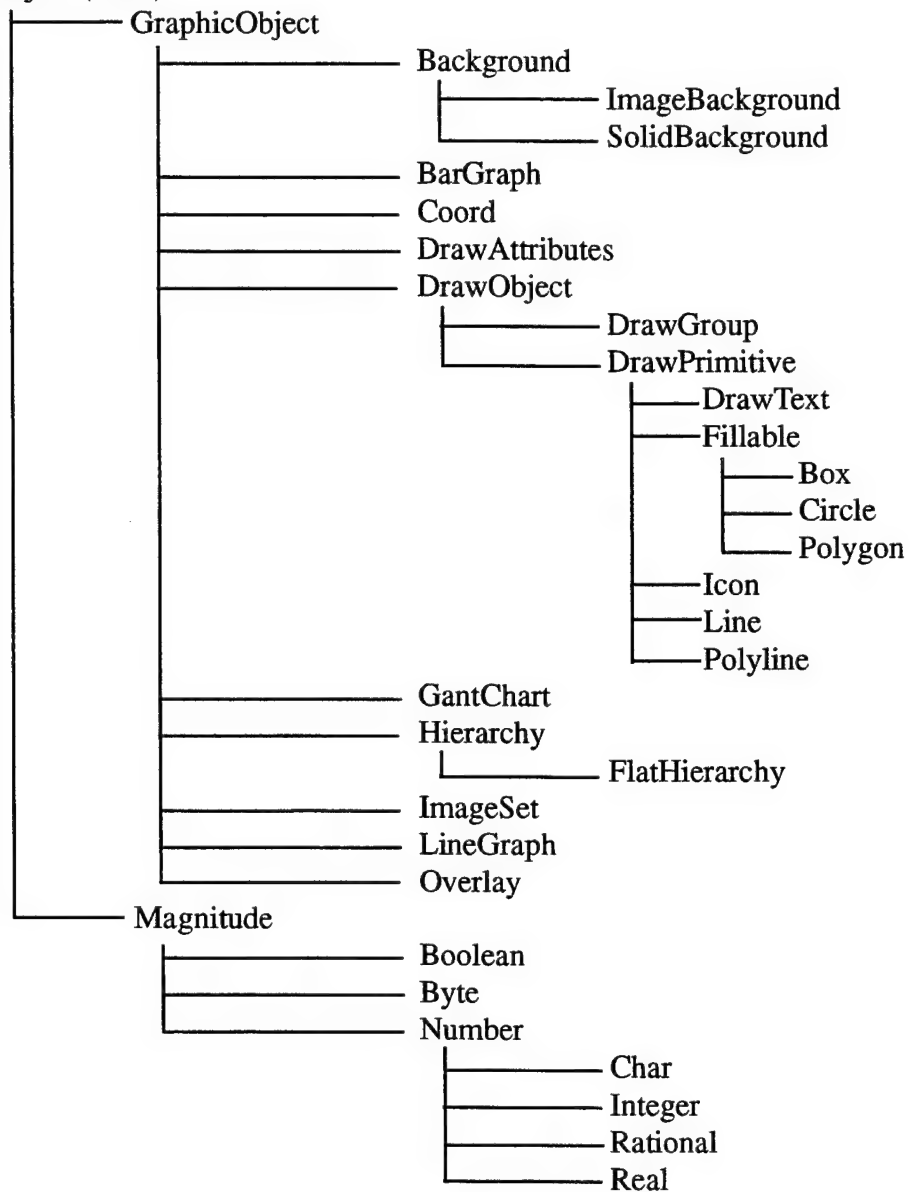 GraphicObject
Background
ImageBackground
SolidBackground
BarGraph
Coord
DrawAttributes
DrawObject
DrawGroup
DrawPrimitive
DrawText
Fillable
Box
Circle
Polygon
Icon
Line
Polyline
GantChart
Hierarchy
FlatHierarchy
ImageSet
LineGraph
Overlay
Magnitude
Boolean
Byte
Number
Char
Integer
Rational
Real